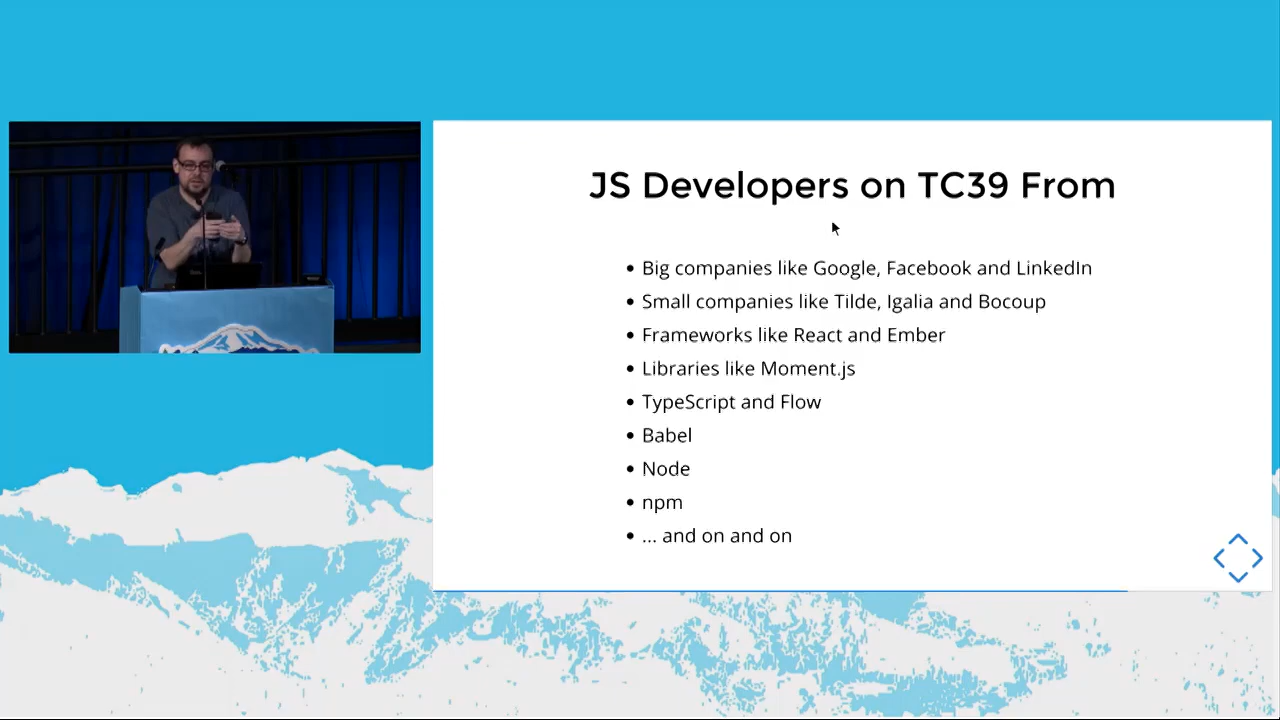 JS Developers on TC39 From
• Big companies like Google, Facebook and LinkedIn
• Small companies like Tilde, Igalia and Bocoup
• Frameworks like React and Ember
• Libraries like Moment.js
• TypeScript and Flow
• Babel
• Node
• npm
• ... and on and on